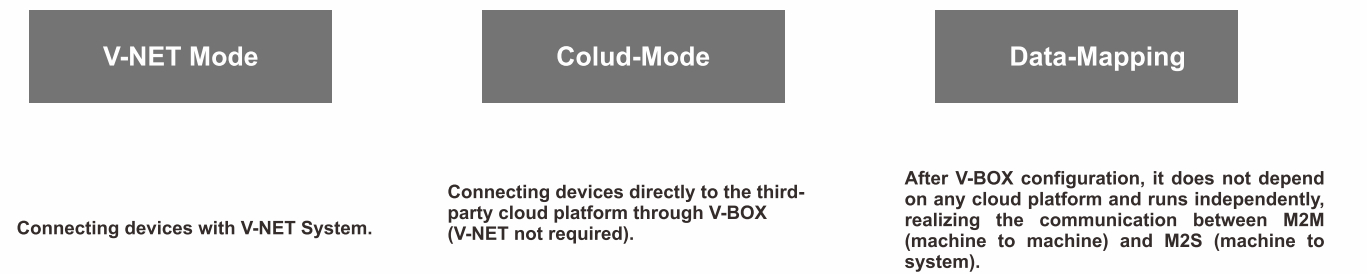 V-NET Mode
Colud-Mode
Data-Mapping
Connecting devices with V-NET System.
Connecting devices directly to the third-
party cloud platform through V-BOX
(V-NET not required).
After V-BOX configuration, it does not depend
on any cloud platform and runs independently,
realizing the communication between M2M
(machine to machine) and M2S (machine to
system).